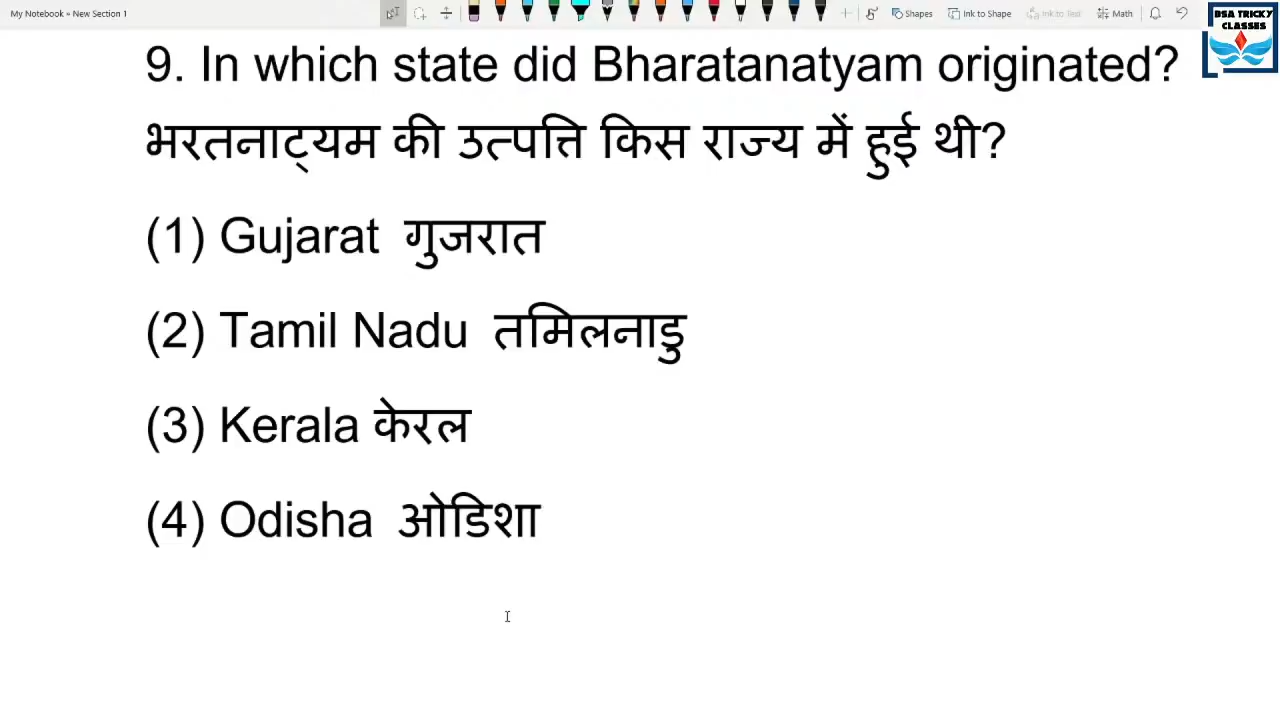 My Notebook » New Section 1
Shapes Ink to Shape Ink to Text Math
BSA TRICKY
CLASSES
9. In which state did Bharatanatyam originated?
भरतनाट्यम की उत्पत्ति किस राज्य में हुई थी?
(1) Gujarat गुजरात
(2) Tamil Nadu तमिलनाडु
(3) Kerala केरल
(4) Odisha ओडिशा